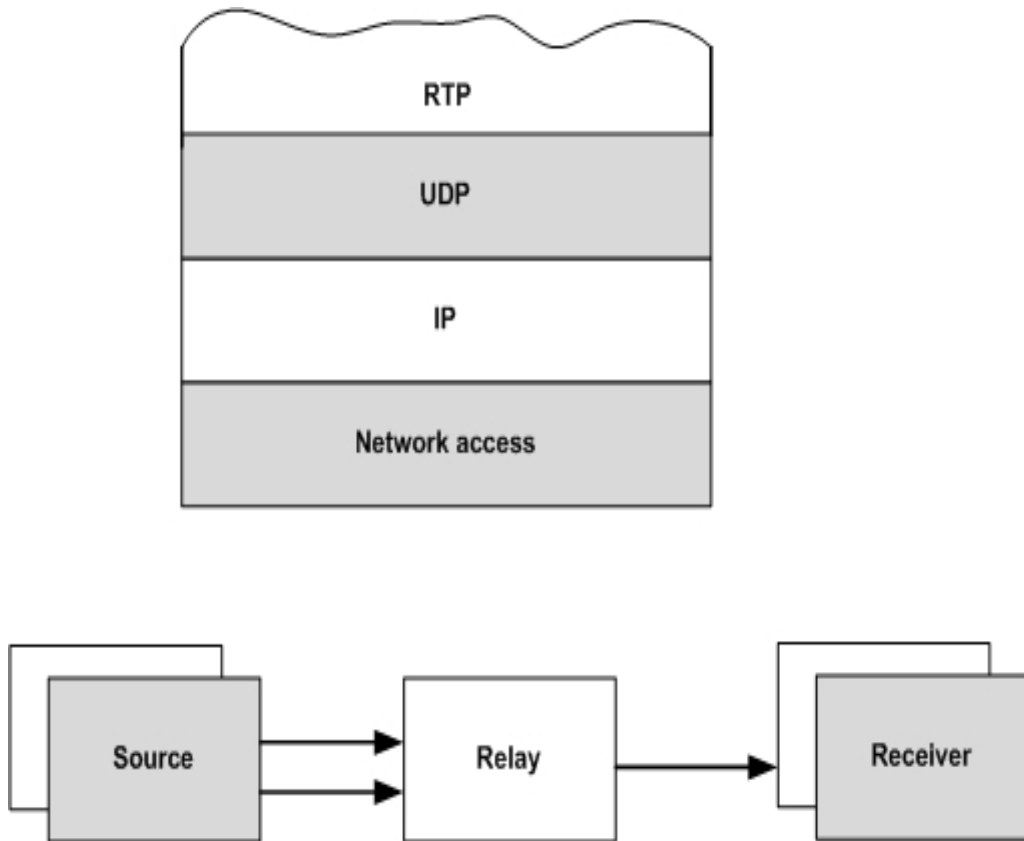 RTP
UDP
IP
Network access
Source
Relay
Receiver